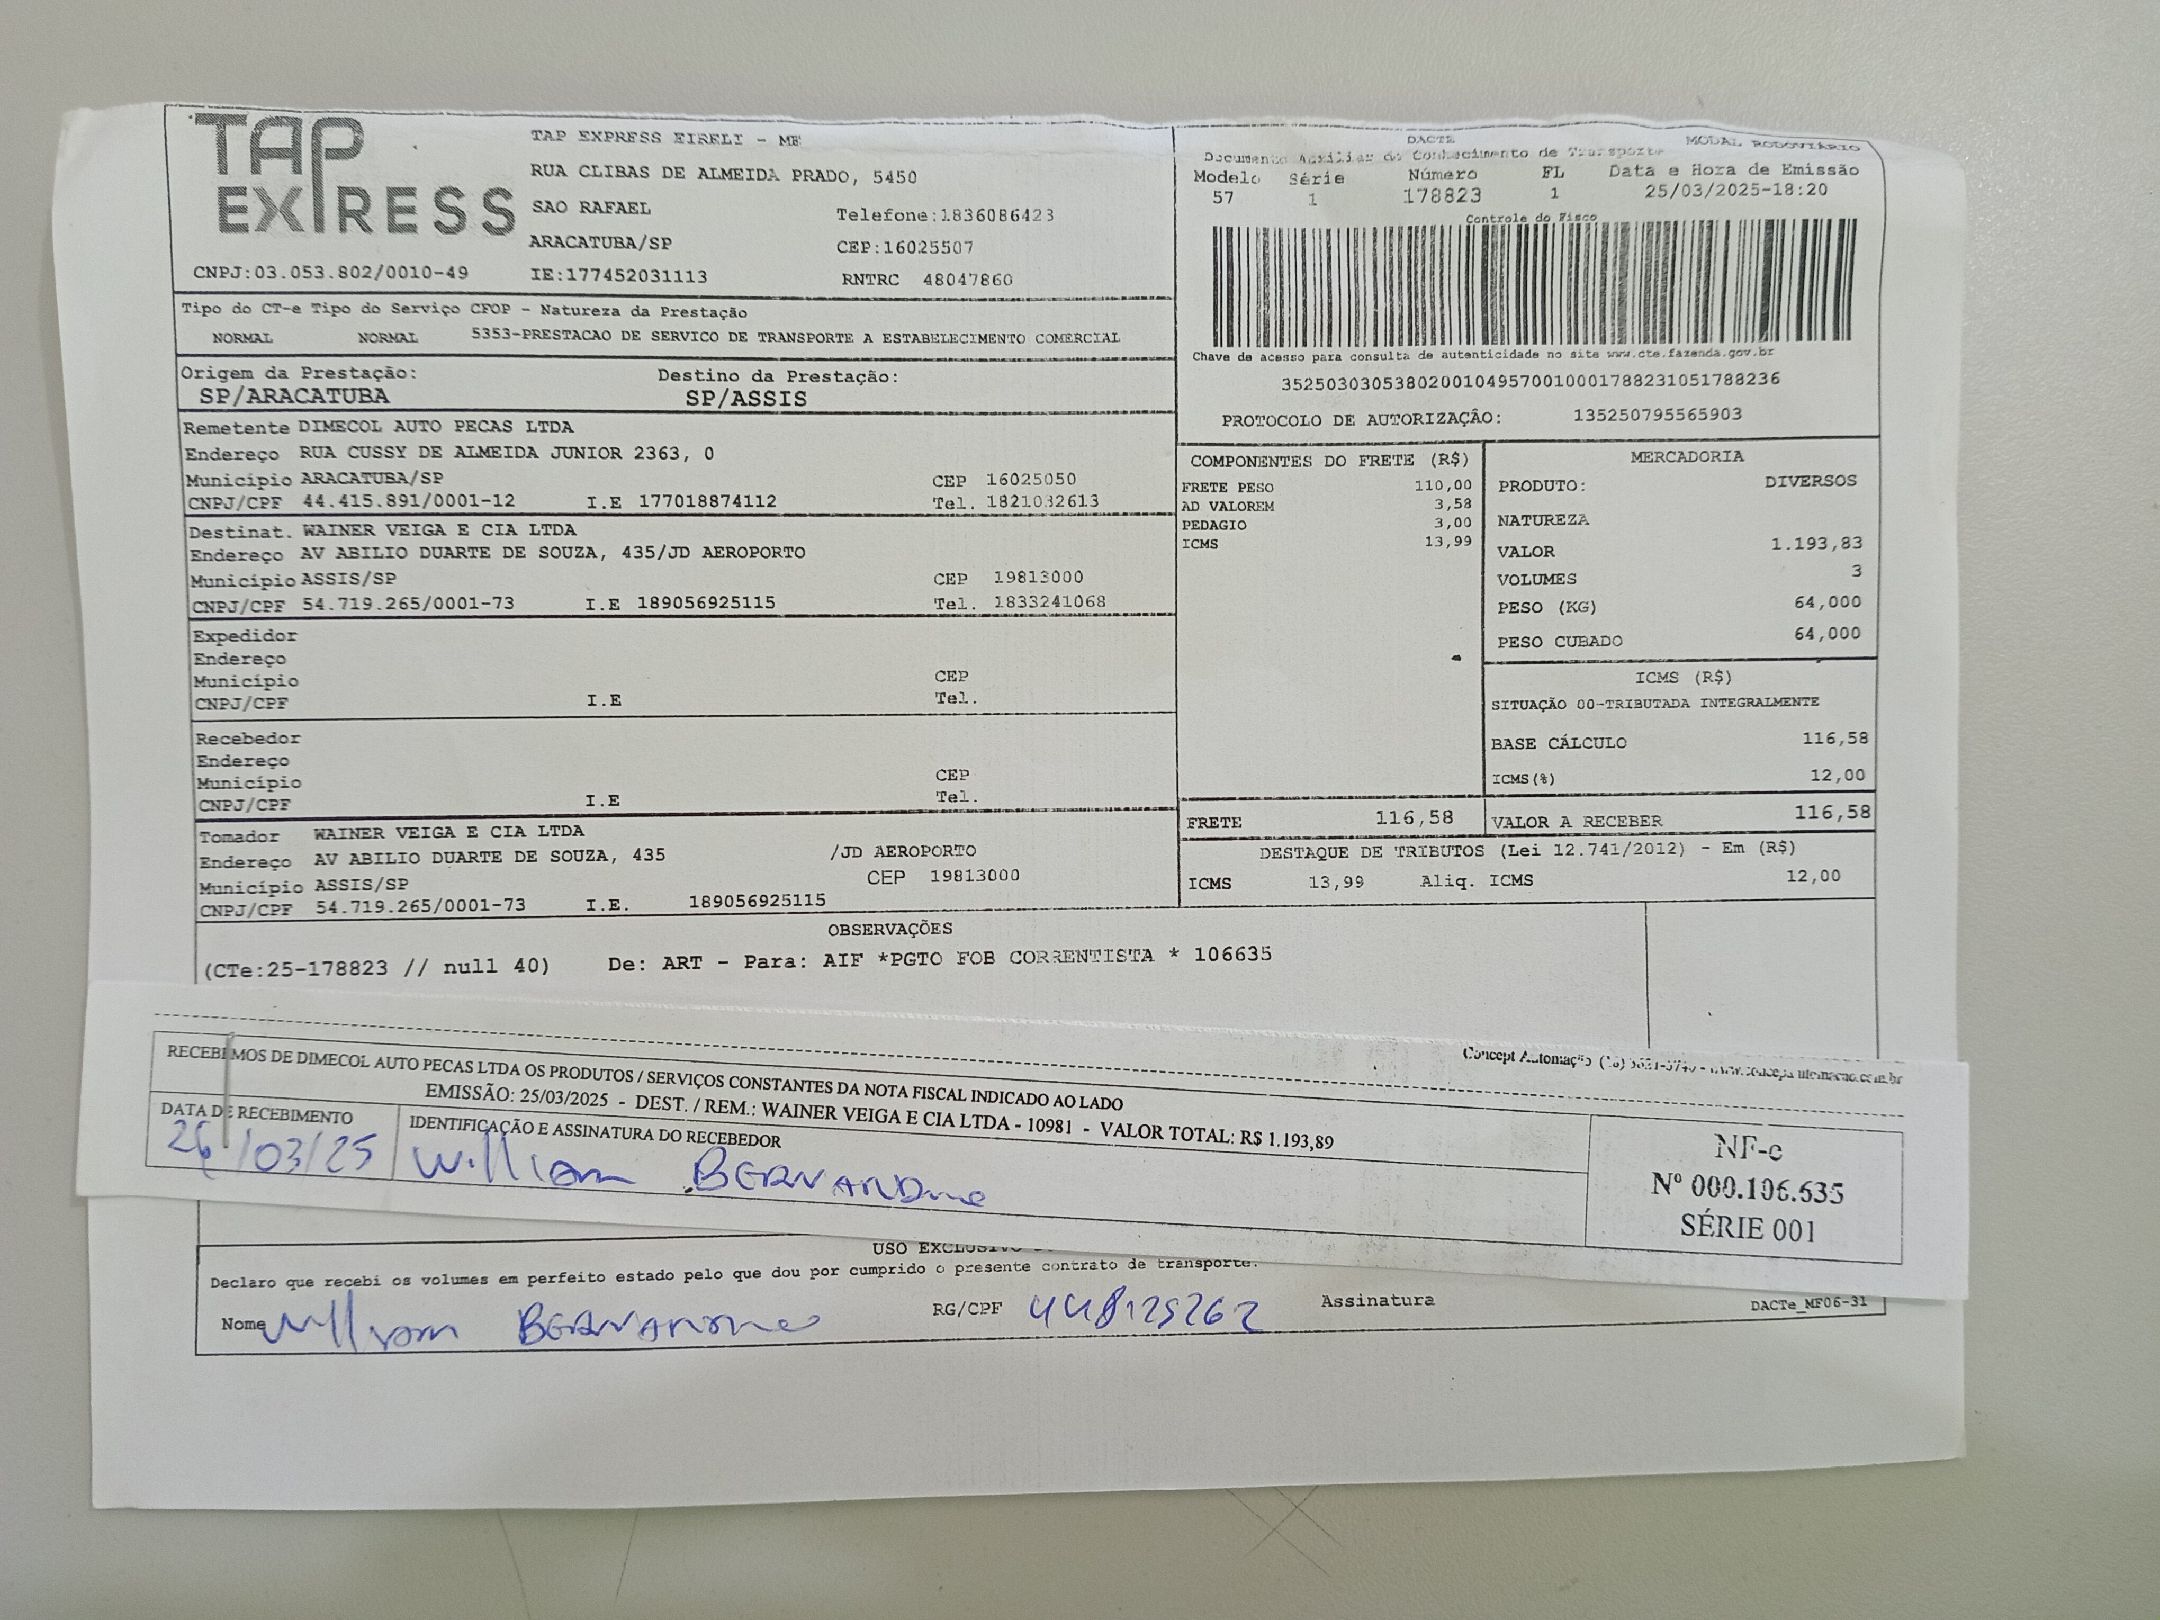 TAP
EXPRESS
TAP EXPRESS EIRELI - ME
RUA CLIBAS DE ALMEIDA PRADO, 5450
SAO RAFAEL Telefone:1836086423
ARACATUBA/SP CEP:16025507
CNPJ:03.053.802/0010-49 IE:177452031113 RNTRC 48047860
DACTE MODAL RODOVIÁRIO
Documento Auxiliar do Conhecimento de Transporte
Modelo Série Número FL Data e Hora de Emissão
57 1 178823 1 25/03/2025-18:20
Controle do Fisco
Chave de acesso para consulta de autenticidade no site www.cte.fazenda.gov.br
35250303053802001049570010001788231051788236
PROTOCOLO DE AUTORIZAÇÃO: 135250795565903
Tipo do CT-e Tipo do Serviço CFOP - Natureza da Prestação
NORMAL NORMAL 5353-PRESTACAO DE SERVICO DE TRANSPORTE A ESTABELECIMENTO COMERCIAL
Origem da Prestação: Destino da Prestação:
SP/ARACATUBA SP/ASSIS
Remetente DIMECOL AUTO PECAS LTDA
Endereço RUA CUSSY DE ALMEIDA JUNIOR 2363, 0
Município ARACATUBA/SP CEP 16025050
CNPJ/CPF 44.415.891/0001-12 I.E 177018874112 Tel. 1821032613
Destinat. WAINER VEIGA E CIA LTDA
Endereço AV ABILIO DUARTE DE SOUZA, 435/JD AEROPORTO
Município ASSIS/SP CEP 19813000
CNPJ/CPF 54.719.265/0001-73 I.E 189056925115 Tel. 1833241068
Expedidor
Endereço
Município CEP
CNPJ/CPF I.E Tel.
Recebedor
Endereço
Município CEP
CNPJ/CPF I.E Tel.
Tomador WAINER VEIGA E CIA LTDA
Endereço AV ABILIO DUARTE DE SOUZA, 435 /JD AEROPORTO
Município ASSIS/SP CEP 19813000
CNPJ/CPF 54.719.265/0001-73 I.E. 189056925115
COMPONENTES DO FRETE (R$)
FRETE PESO 110,00
AD VALOREM 3,58
PEDAGIO 3,00
ICMS 13,99
FRETE 116,58
MERCADORIA
PRODUTO: DIVERSOS
NATUREZA
VALOR 1.193,83
VOLUMES 3
PESO (KG) 64,000
PESO CUBADO 64,000
ICMS (R$)
SITUAÇÃO 00-TRIBUTADA INTEGRALMENTE
BASE CÁLCULO 116,58
ICMS(%) 12,00
VALOR A RECEBER 116,58
DESTAQUE DE TRIBUTOS (Lei 12.741/2012) - Em (R$)
ICMS 13,99 Aliq. ICMS 12,00
OBSERVAÇÕES
(CTe:25-178823 // null 40) De: ART - Para: AIF *PGTO FOB CORRENTISTA * 106635
Concept Automação
RECEBEMOS DE DIMECOL AUTO PECAS LTDA OS PRODUTOS / SERVIÇOS CONSTANTES DA NOTA FISCAL INDICADO AO LADO
EMISSÃO: 25/03/2025 - DEST. / REM.: WAINER VEIGA E CIA LTDA - 10981 - VALOR TOTAL: R$ 1.193,89
DATA DE RECEBIMENTO IDENTIFICAÇÃO E ASSINATURA DO RECEBEDOR
26/03/25 William BERNARDINO
NF-e
Nº 000.106.635
SÉRIE 001
USO EXCLUSIVO
Declaro que recebi os volumes em perfeito estado pelo que dou por cumprido o presente contrato de transporte.
Nome William BERNARDINO RG/CPF 448125262 Assinatura DACTe_MF06-31